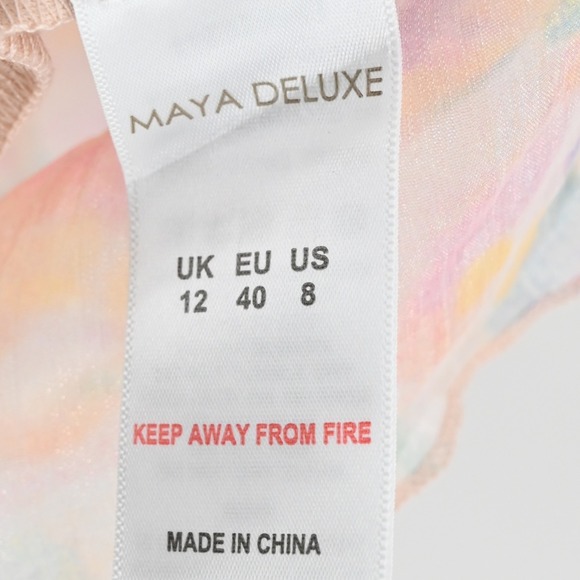 MAYA DELUXE
UK EU US
12 40 8
KEEP AWAY FROM FIRE
MADE IN CHINA